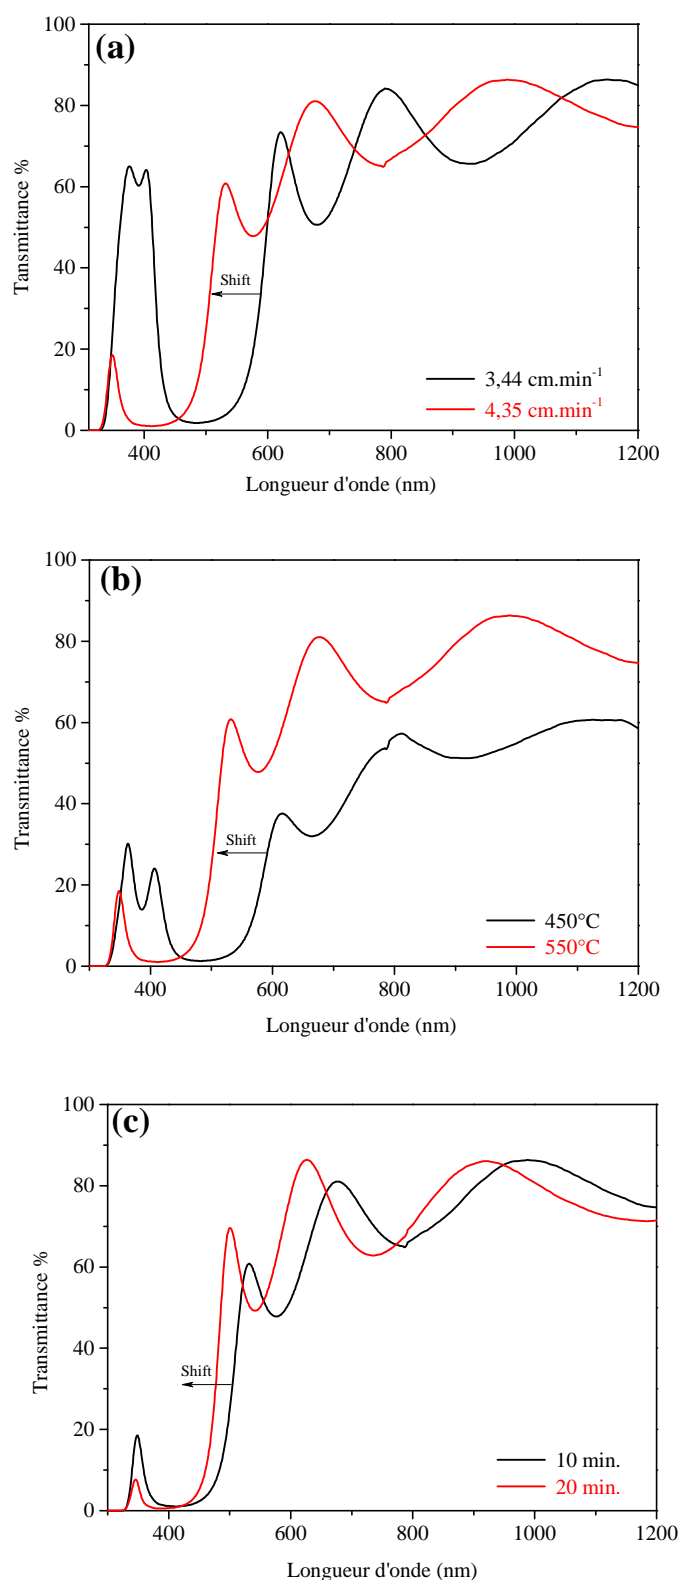 (a)
100
80
60
40
20
0
Tansmittance %
Shift
3,44 cm.min-1
4,35 cm.min-1
400 600 800 1000 1200
Longueur d'onde (nm)
(b)
100
80
60
40
20
0
Transmittance %
Shift
450°C
550°C
400 600 800 1000 1200
Longueur d'onde (nm)
(c)
100
80
60
40
20
0
Transmittance %
Shift
10 min.
20 min.
400 600 800 1000 1200
Longueur d'onde (nm)